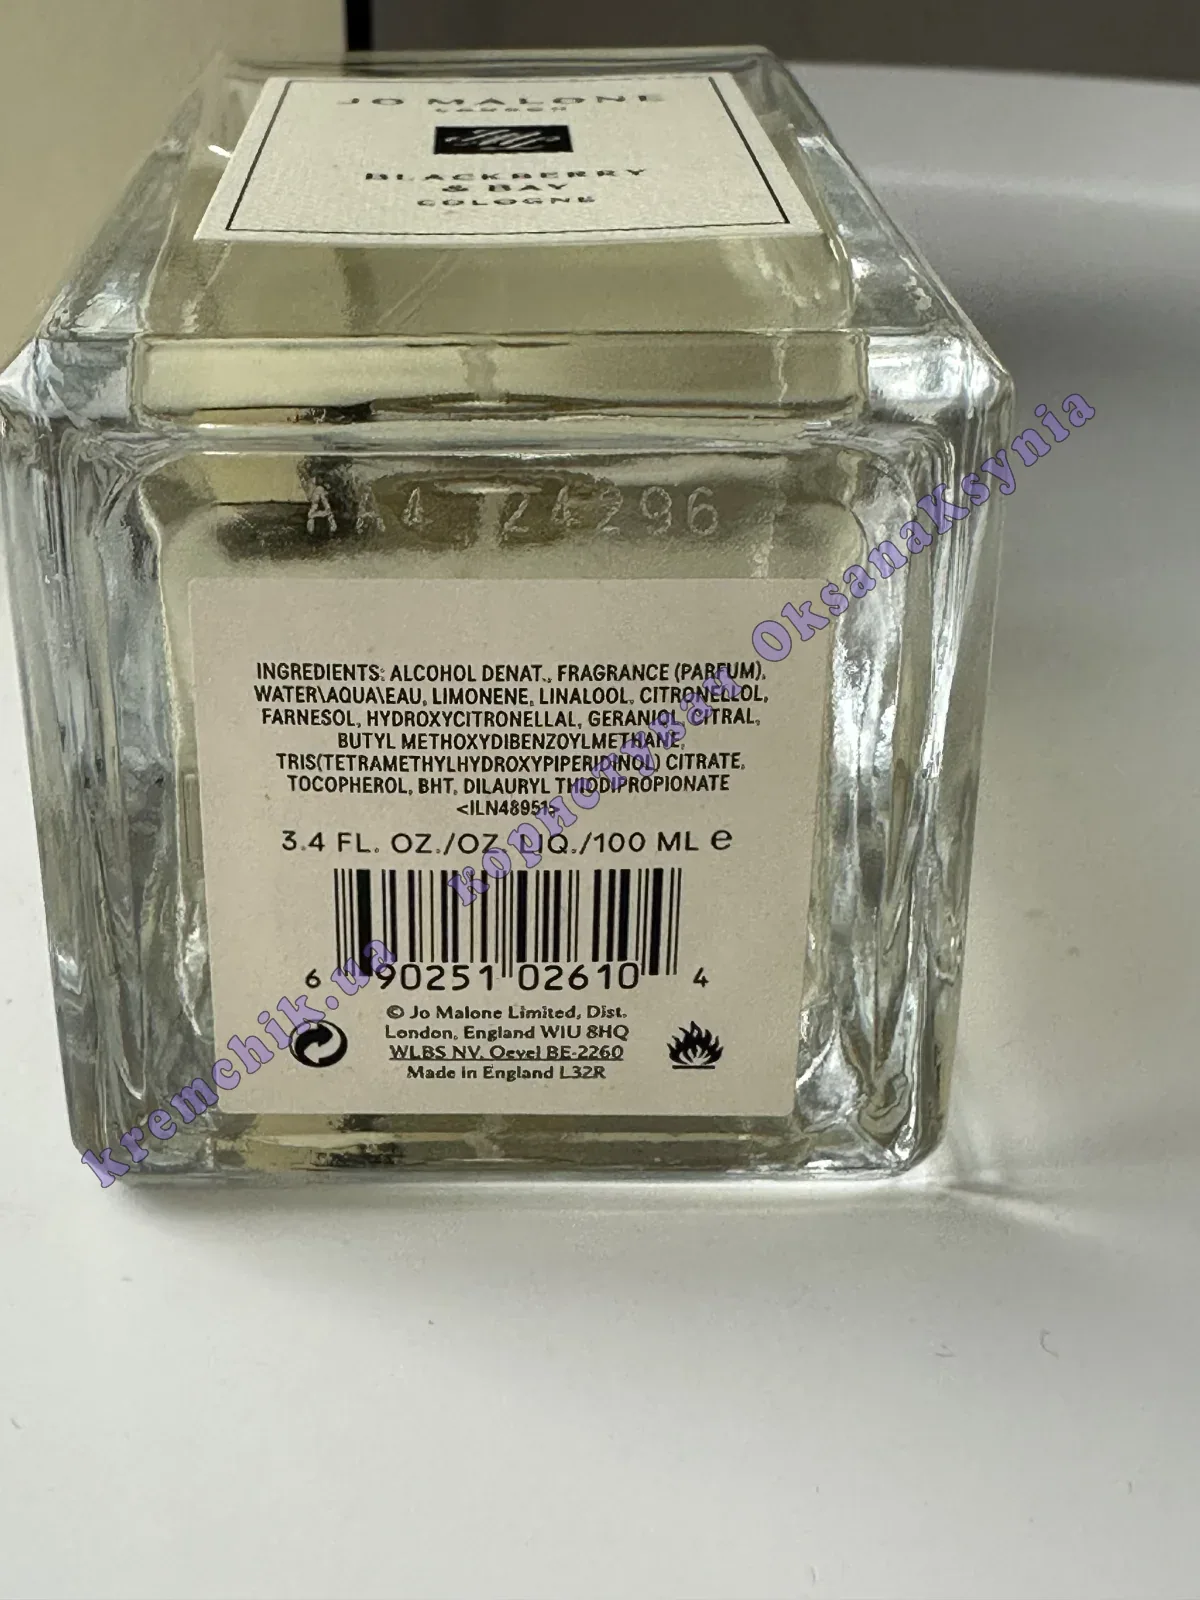 JO MALONE
LONDON
BLACKBERRY
& BAY
COLOGNE
AA4 24296
INGREDIENTS: ALCOHOL DENAT., FRAGRANCE (PARFUM),
WATER\AQUA\EAU, LIMONENE, LINALOOL, CITRONELLOL,
FARNESOL, HYDROXYCITRONELLAL, GERANIOL, CITRAL,
BUTYL METHOXYDIBENZOYLMETHANE,
TRIS(TETRAMETHYLHYDROXYPIPERIDINOL) CITRATE,
TOCOPHEROL, BHT, DILAURYL THIODIPROPIONATE
<ILN48951>
3.4 FL. OZ./OZ. LIQ./100 ML e
6 90251 02610 4
© Jo Malone Limited, Dist.
London, England W1U 8HQ
WLBS NV. Oevel BE-2260
Made in England L32R
kremchik.ua користувач OksanaKsynia